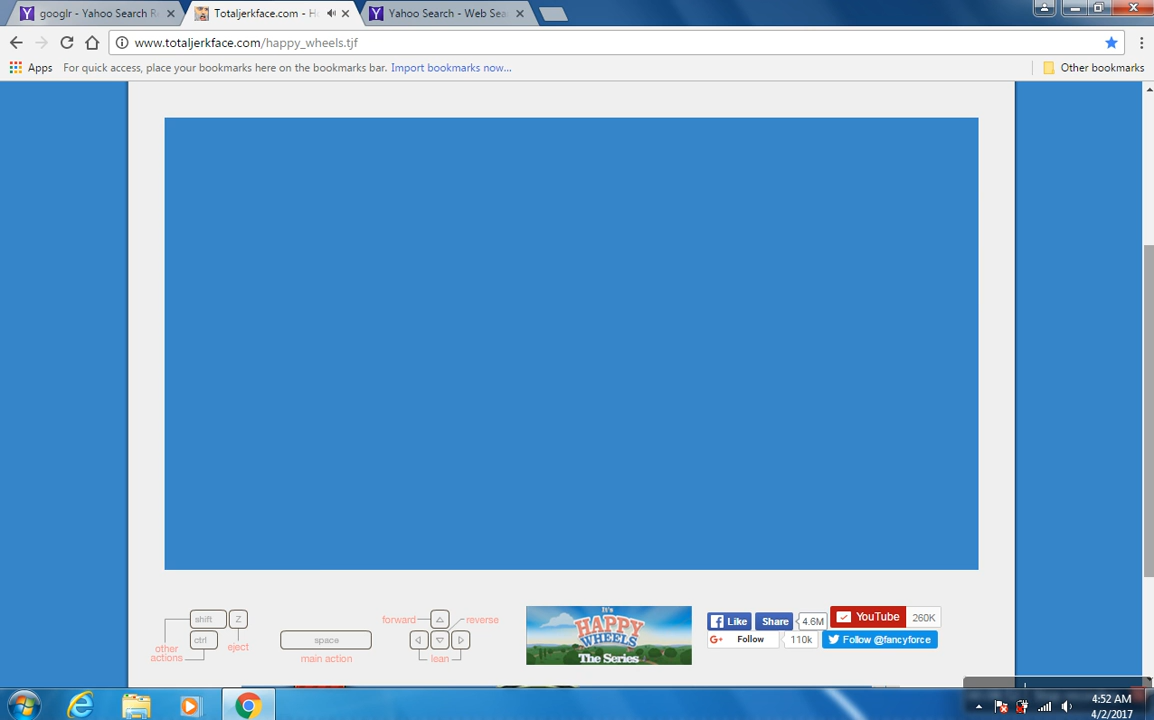 googlr - Yahoo Search R
Totaljerkface.com - H
Yahoo Search - Web Sea
www.totaljerkface.com/happy_wheels.tjf
Apps
For quick access, place your bookmarks here on the bookmarks bar. Import bookmarks now...
Other bookmarks
shift
Z
ctrl
other
actions
eject
space
main action
forward
reverse
lean
It's
HAPPY
WHEELS
The Series
Like
Share
4.6M
YouTube
260K
G+ Follow
110k
Follow @fancyforce
4:52 AM
4/2/2017